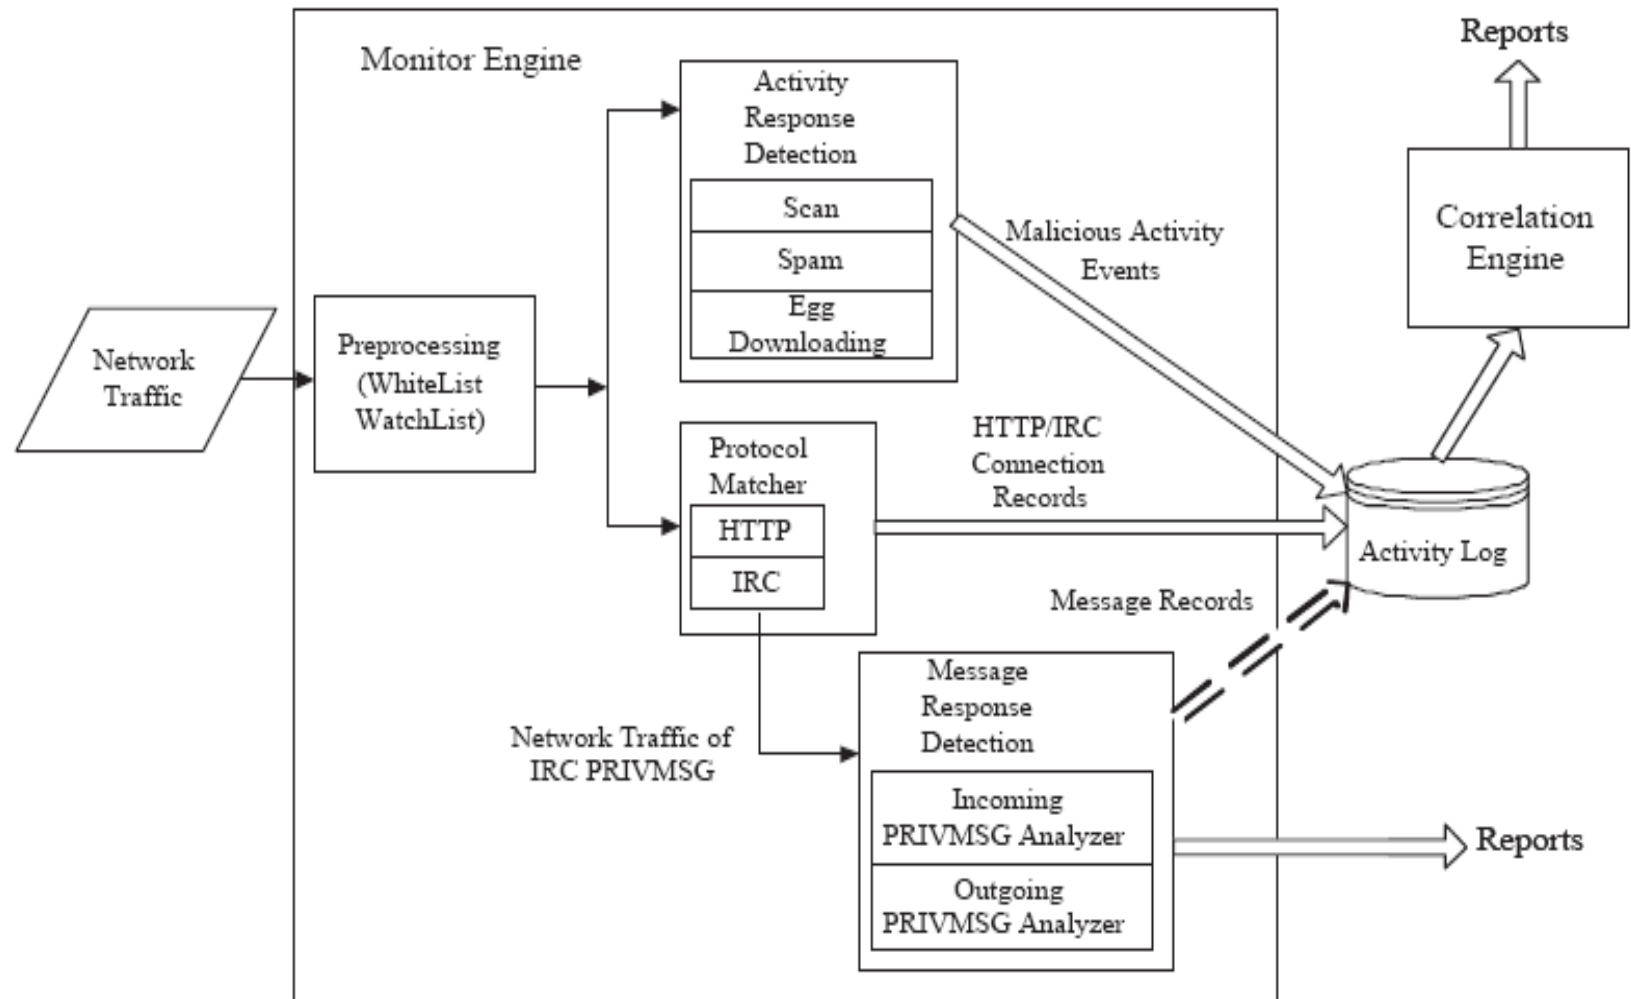 Monitor Engine
Reports
Activity
Response
Detection
Scan
Spam
Egg
Downloading
Malicious Activity
Events
Correlation
Engine
Network
Traffic
Preprocessing
(WhiteList
WatchList)
Protocol
Matcher
HTTP
IRC
HTTP/IRC
Connection
Records
Activity Log
Message Records
Network Traffic of
IRC PRIVMSG
Message
Response
Detection
Incoming
PRIVMSG Analyzer
Outgoing
PRIVMSG Analyzer
Reports